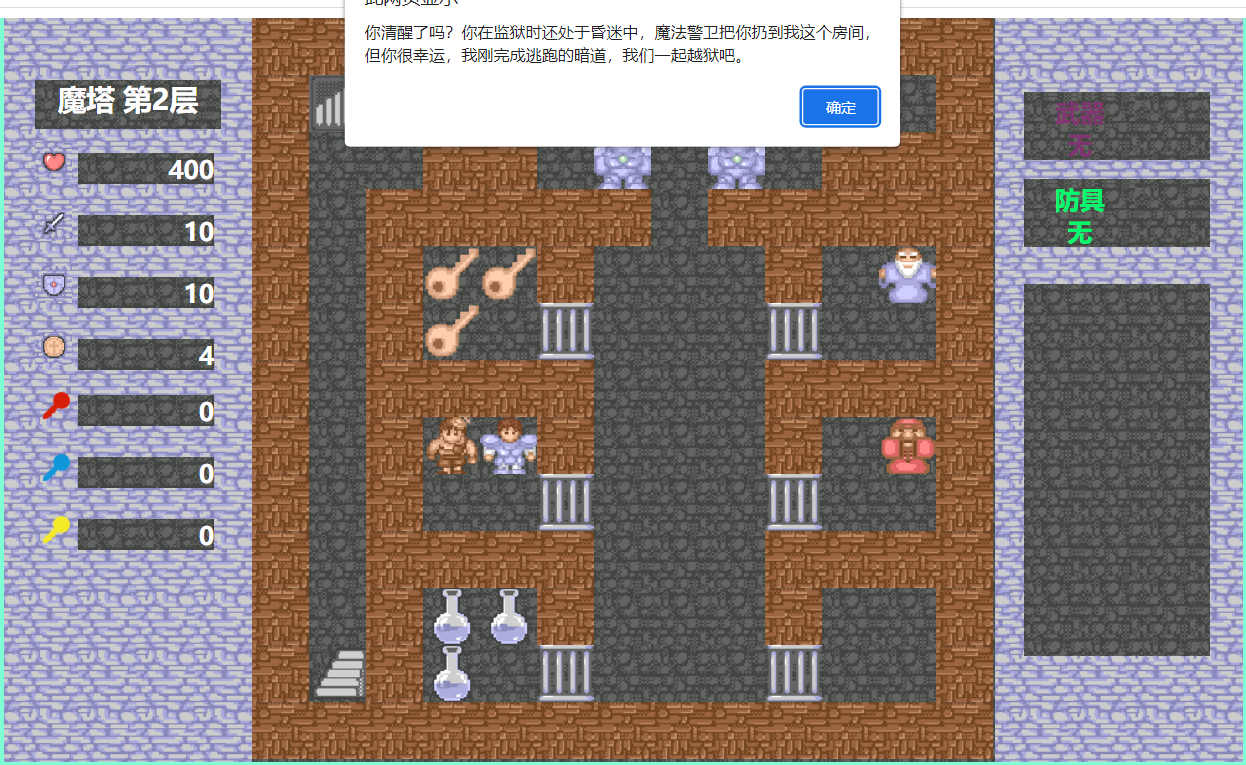 此网页显示
你清醒了吗？你在监狱时还处于昏迷中，魔法警卫把你扔到我这个房间，
但你很幸运，我刚完成逃跑的暗道，我们一起越狱吧。
确定
魔塔 第2层
400
10
10
4
0
0
0
武器
无
防具
无